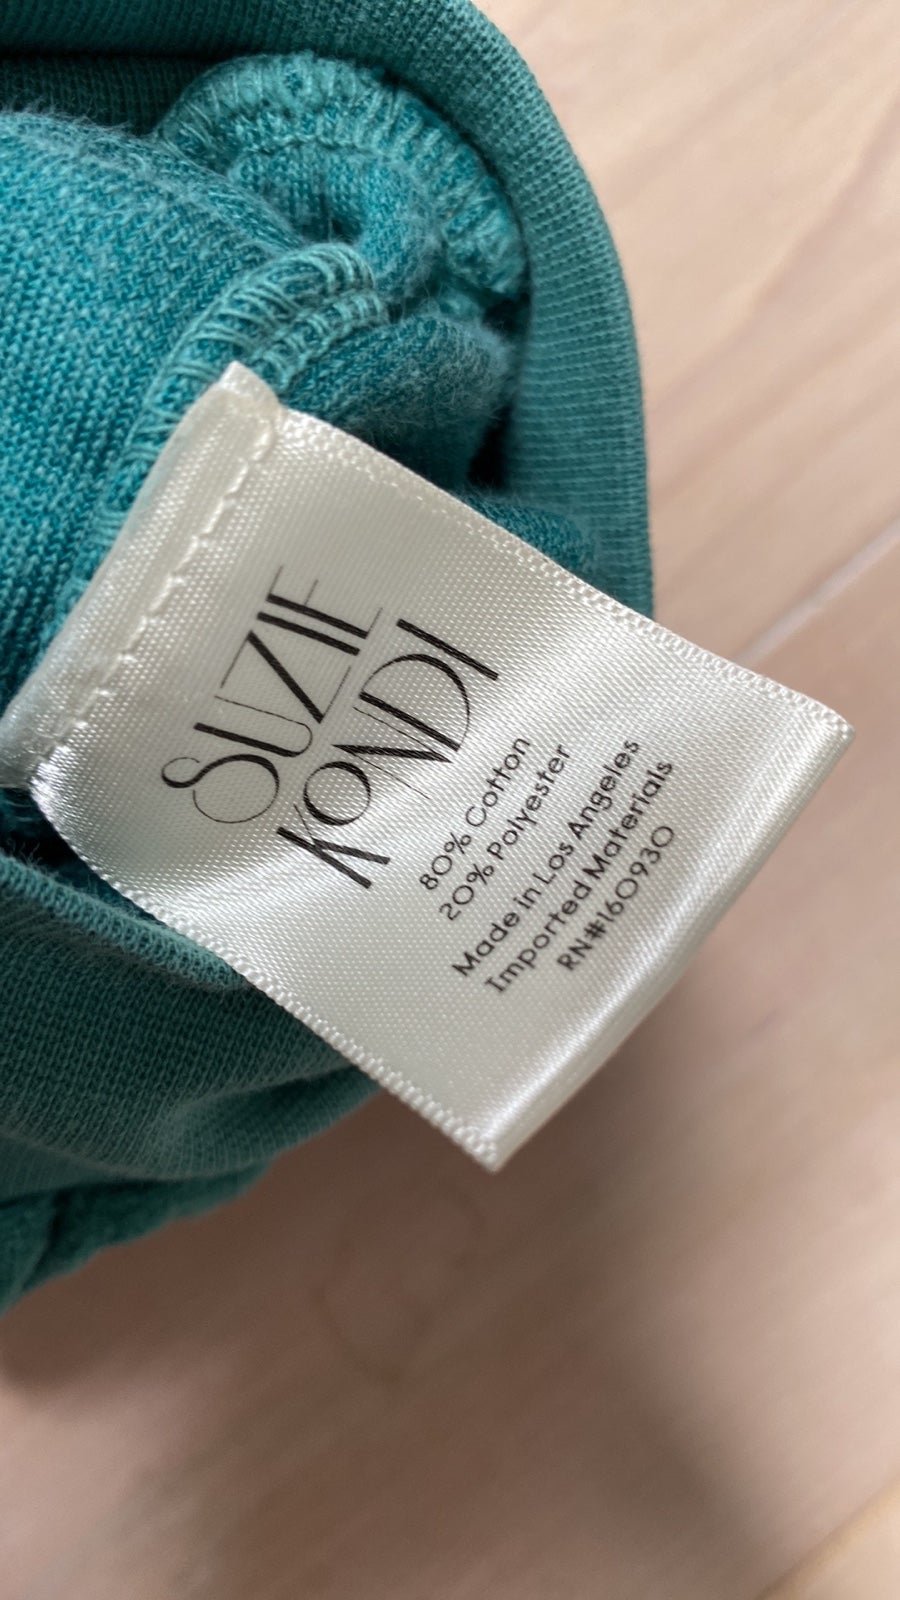 SUZIE
KONDI
80% Cotton
20% Polyester
Made in Los Angeles
Imported Materials
RN#160930